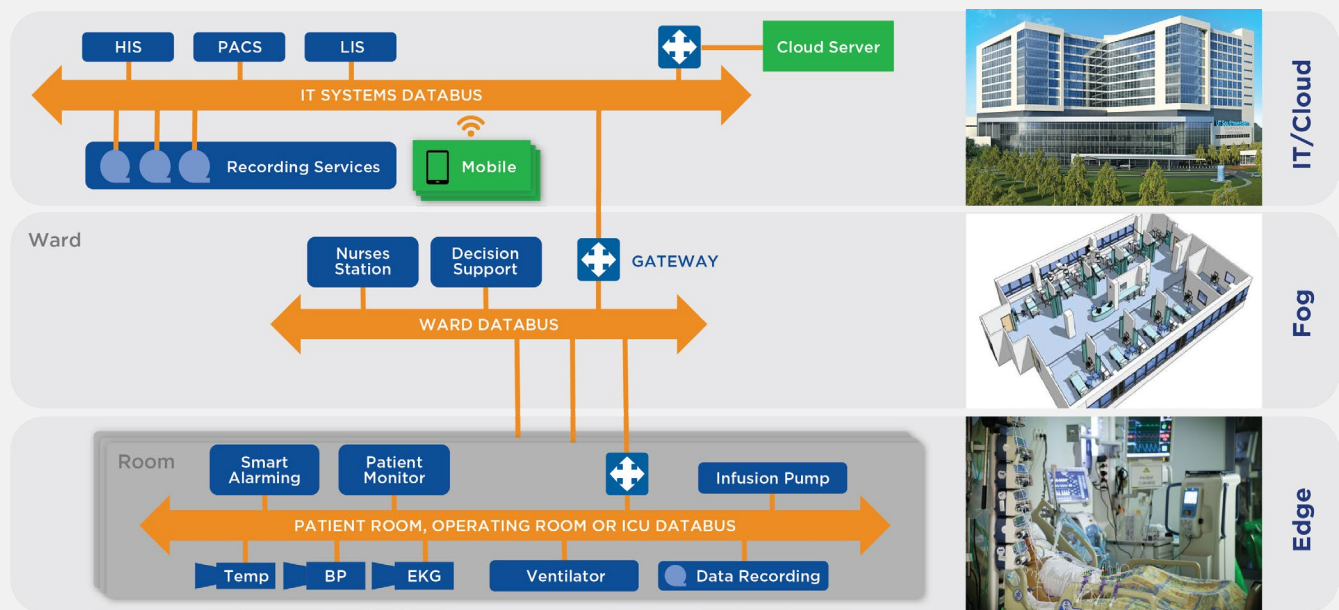 HIS
PACS
LIS
Cloud Server
IT SYSTEMS DATABUS
Recording Services
Mobile
IT/Cloud
Ward
Nurses
Station
Decision
Support
GATEWAY
WARD DATABUS
Fog
Room
Smart
Alarming
Patient
Monitor
Infusion Pump
PATIENT ROOM, OPERATING ROOM OR ICU DATABUS
Temp
BP
EKG
Ventilator
Data Recording
Edge